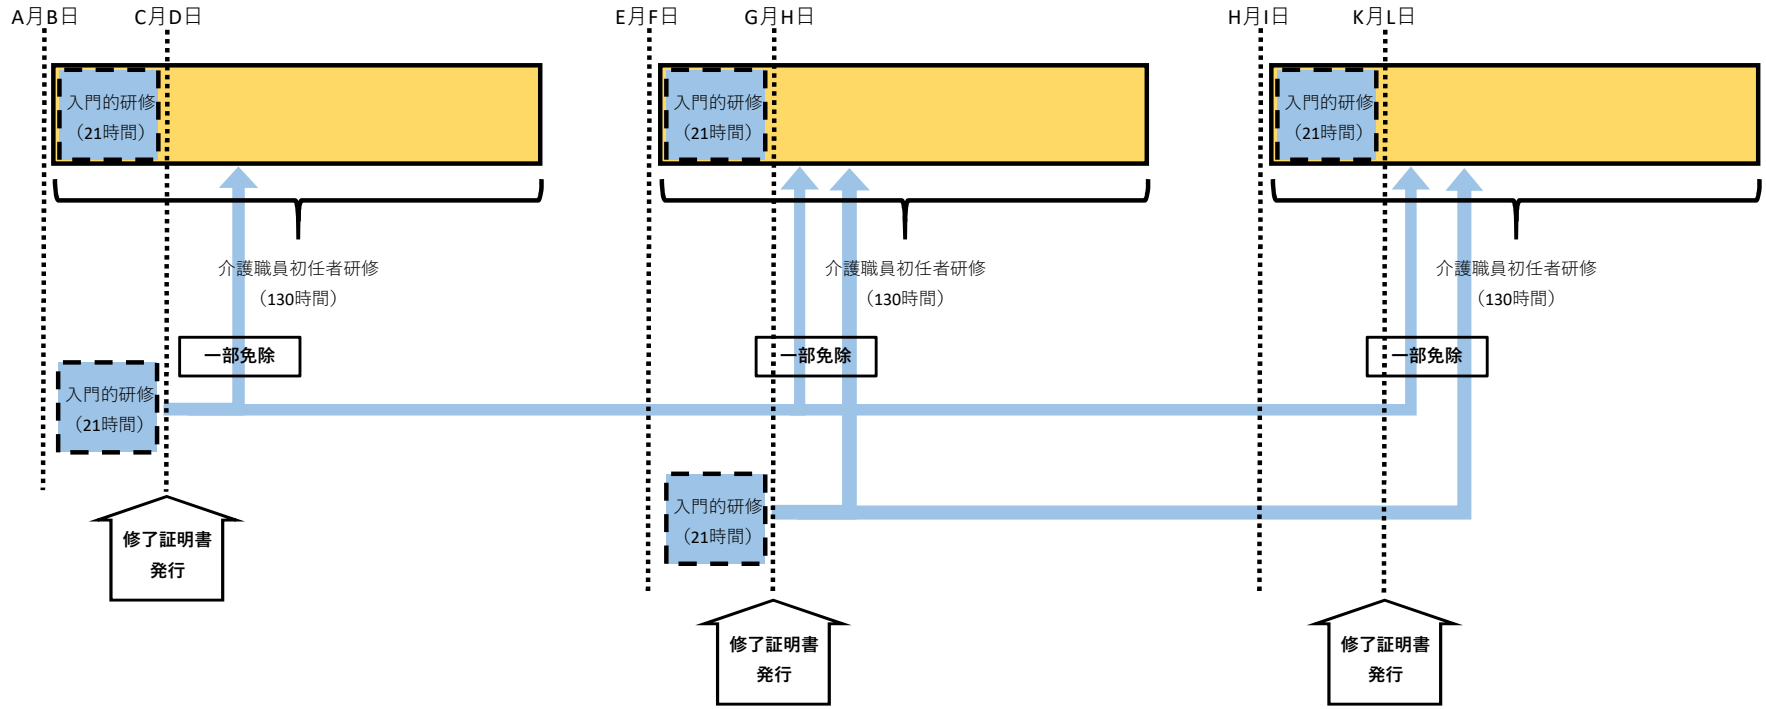 A月B日
C月D日
E月F日
G月H日
H月I日
K月L日
入門的研修
（21時間）
入門的研修
（21時間）
入門的研修
（21時間）
介護職員初任者研修
（130時間）
介護職員初任者研修
（130時間）
介護職員初任者研修
（130時間）
一部免除
一部免除
一部免除
入門的研修
（21時間）
入門的研修
（21時間）
修了証明書
発行
修了証明書
発行
修了証明書
発行